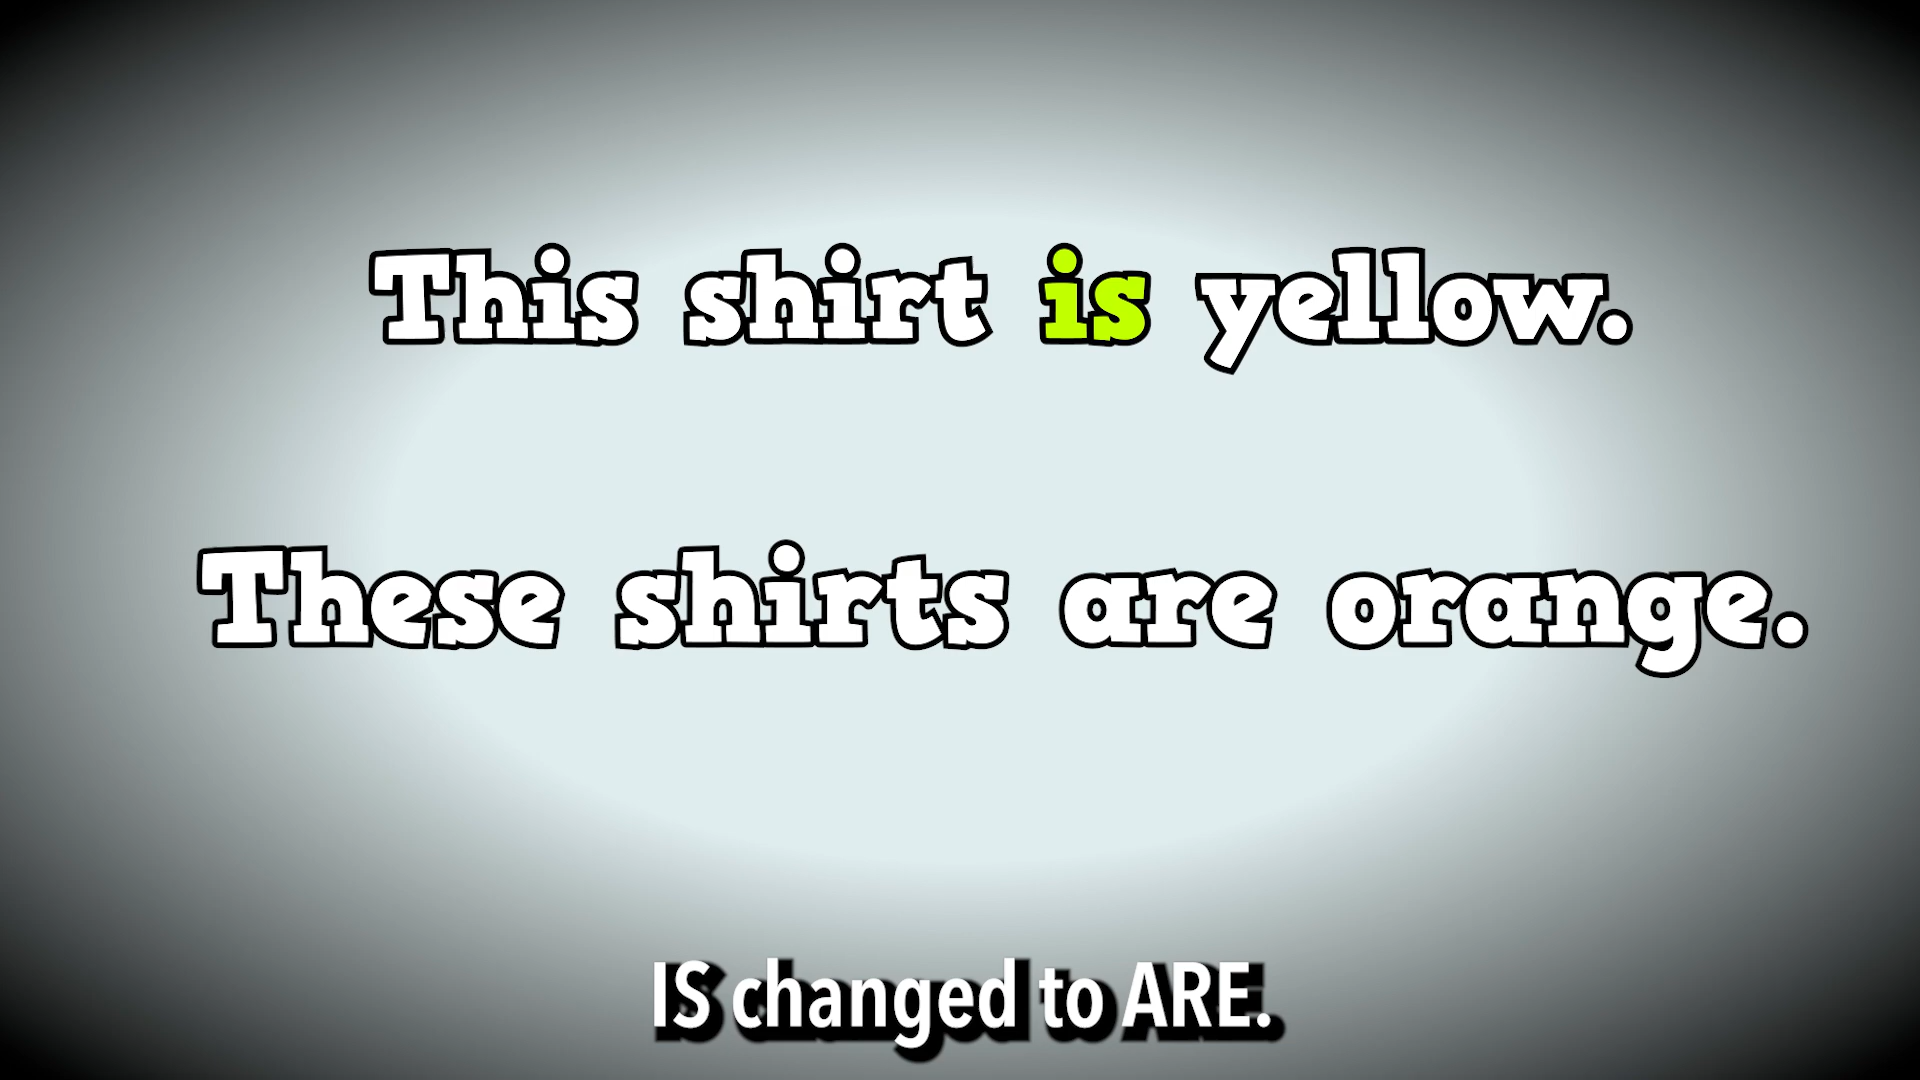 This shirt is yellow.
These shirts are orange.
IS changed to ARE.